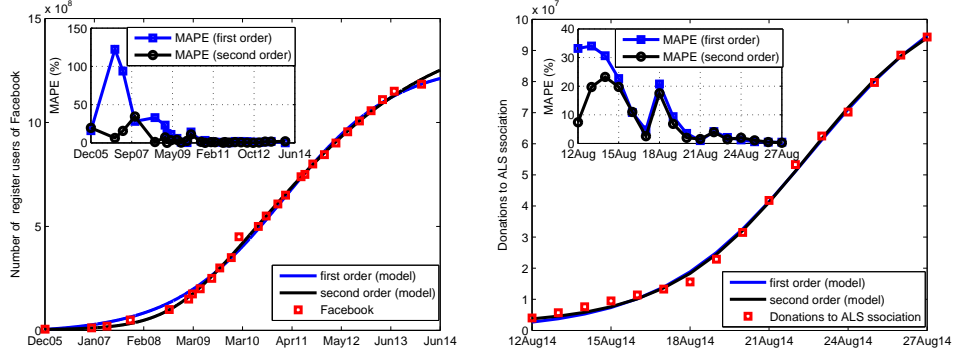 x 10^8
15
10
5
0
Number of register users of Facebook
Dec05 Jan07 Feb08 Mar09 Mar10 Apr11 May12 Jun13 Jun14
150
100
50
0
MAPE (%)
Dec05 Sep07 May09 Feb11 Oct12 Jun14
MAPE (first order)
MAPE (second order)
first order (model)
second order (model)
Facebook
x 10^7
10
9
8
7
6
5
4
3
2
1
0
Donations to ALS ssociation
12Aug14 15Aug14 18Aug14 21Aug14 24Aug14 27Aug14
40
30
20
10
0
MAPE (%)
12Aug 15Aug 18Aug 21Aug 24Aug 27Aug
MAPE (first order)
MAPE (second order)
first order (model)
second order (model)
Donations to ALS ssociation